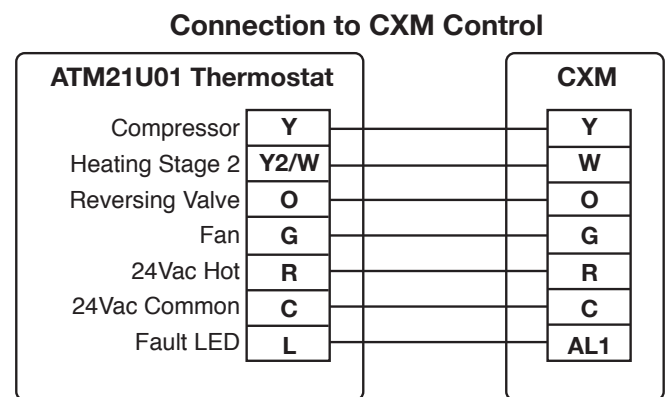 Connection to CXM Control
ATM21U01 Thermostat CXM
Compressor Y Y
Heating Stage 2 Y2/W W
Reversing Valve O O
Fan G G
24Vac Hot R R
24Vac Common C C
Fault LED L AL1